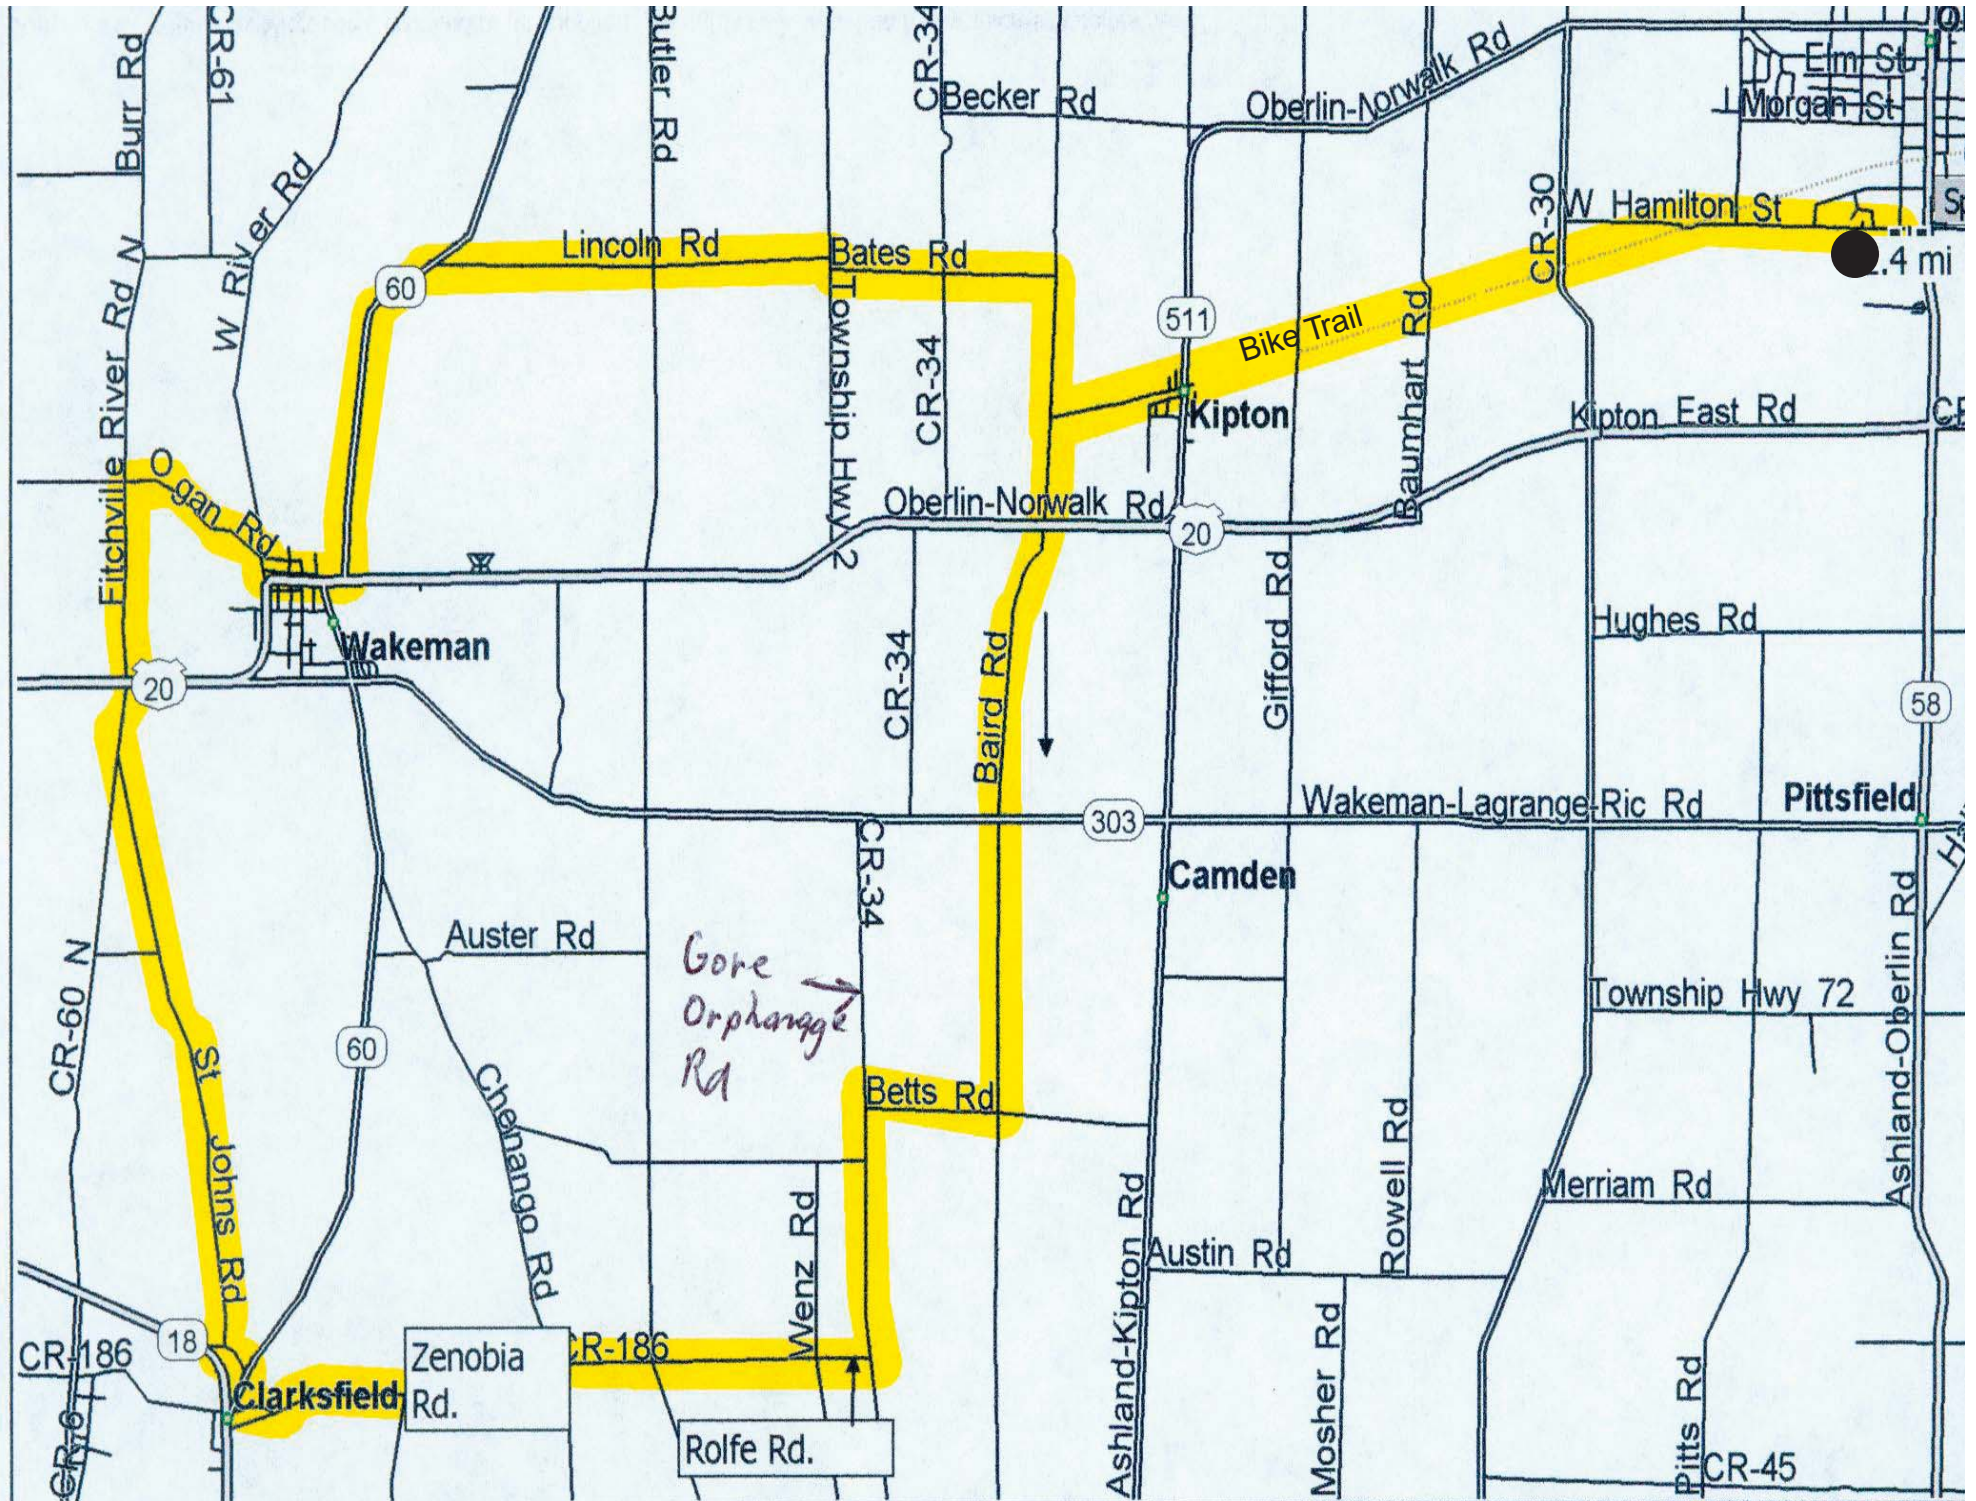 Burr Rd
CR-61
Butler Rd
CR-34
Becker Rd
Oberlin-Norwalk Rd
Elm St
Morgan St
W River Rd
Fitchville River Rd N
60
Lincoln Rd
Bates Rd
Township Hwy 2
CR-34
511
Bike Trail
Baumhart Rd
CR-30
W Hamilton St
.4 mi
58
Kipton
Kipton East Rd
Ogan Rd
Oberlin-Norwalk Rd
20
Wakeman
20
CR-34
Baird Rd
Gifford Rd
Hughes Rd
303
Wakeman-Lagrange-Ric Rd
Pittsfield
CR-34
Camden
CR-60 N
Auster Rd
Gore
Orphanage
Rd
60
Township Hwy 72
Ashland-Oberlin Rd
St Johns Rd
Chenango Rd
Betts Rd
Wenz Rd
Ashland-Kipton Rd
Rowell Rd
Merriam Rd
Austin Rd
18
CR-186
Clarksfield
Zenobia
Rd.
CR-186
Rolfe Rd.
Mosher Rd
Pitts Rd
CR-45